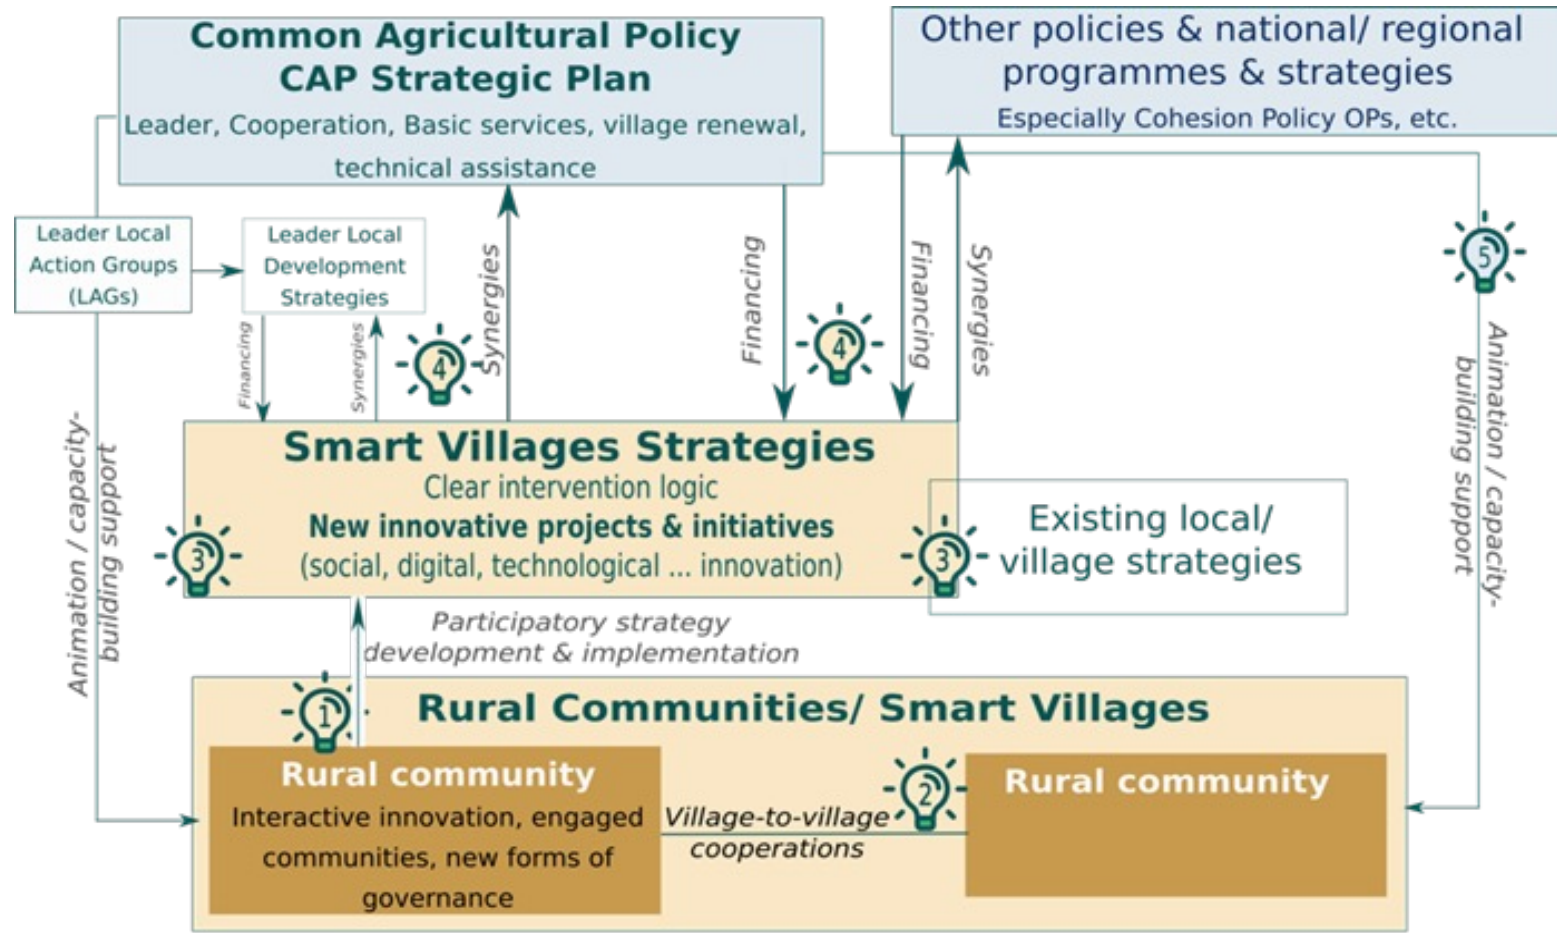 Common Agricultural Policy
CAP Strategic Plan
Leader, Cooperation, Basic services, village renewal,
technical assistance
Other policies & national/ regional
programmes & strategies
Especially Cohesion Policy OPs, etc.
Leader Local
Action Groups
(LAGs)
Leader Local
Development
Strategies
Financing
Synergies
4
Synergies
Financing
4
Financing
Synergies
5
Animation / capacity-
building support
Animation / capacity-
building support
Smart Villages Strategies
Clear intervention logic
New innovative projects & initiatives
(social, digital, technological ... innovation)
3
3
Existing local/
village strategies
Participatory strategy
development & implementation
1
Rural Communities/ Smart Villages
Rural community
Interactive innovation, engaged
communities, new forms of
governance
Village-to-village
cooperations
2
Rural community